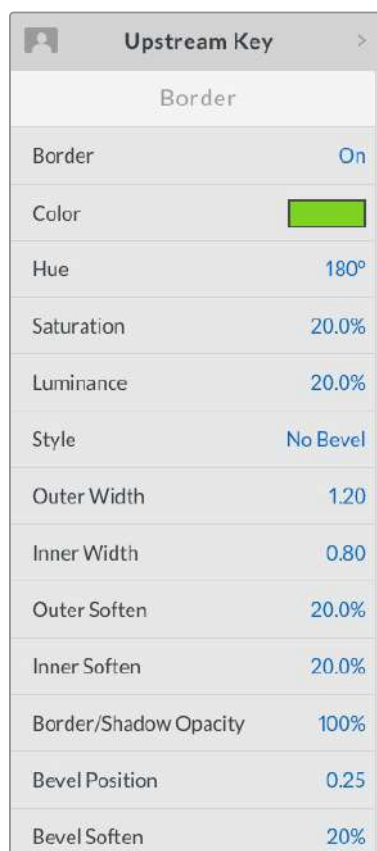 Upstream Key >
Border
Border On
Color
Hue 180º
Saturation 20.0%
Luminance 20.0%
Style No Bevel
Outer Width 1.20
Inner Width 0.80
Outer Soften 20.0%
Inner Soften 20.0%
Border/Shadow Opacity 100%
Bevel Position 0.25
Bevel Soften 20%